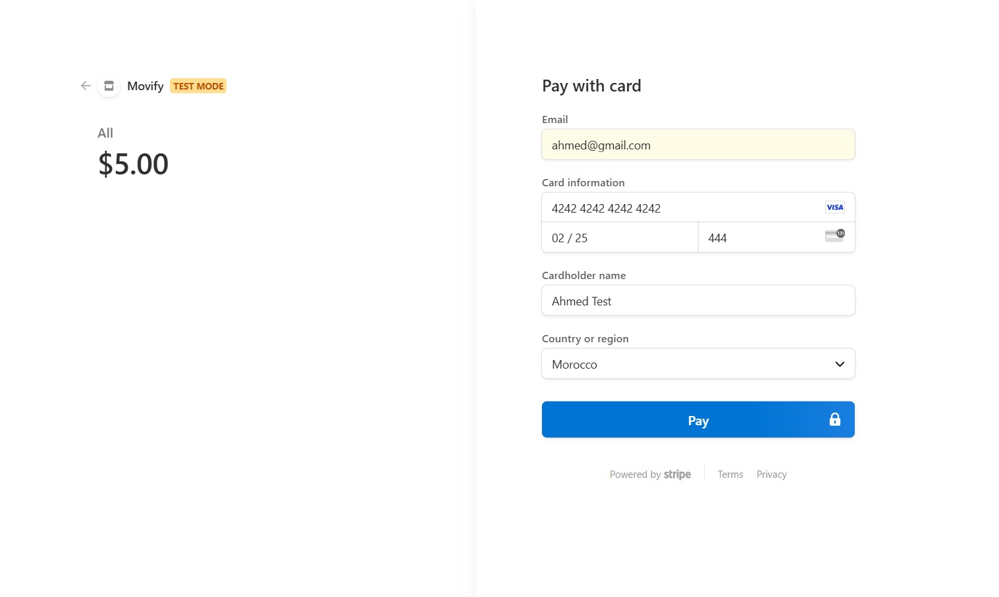 Movify TEST MODE
All
$5.00
Pay with card
Email
ahmed@gmail.com
Card information
4242 4242 4242 4242 VISA
02 / 25 444 135
Cardholder name
Ahmed Test
Country or region
Morocco
Pay
Powered by stripe Terms Privacy